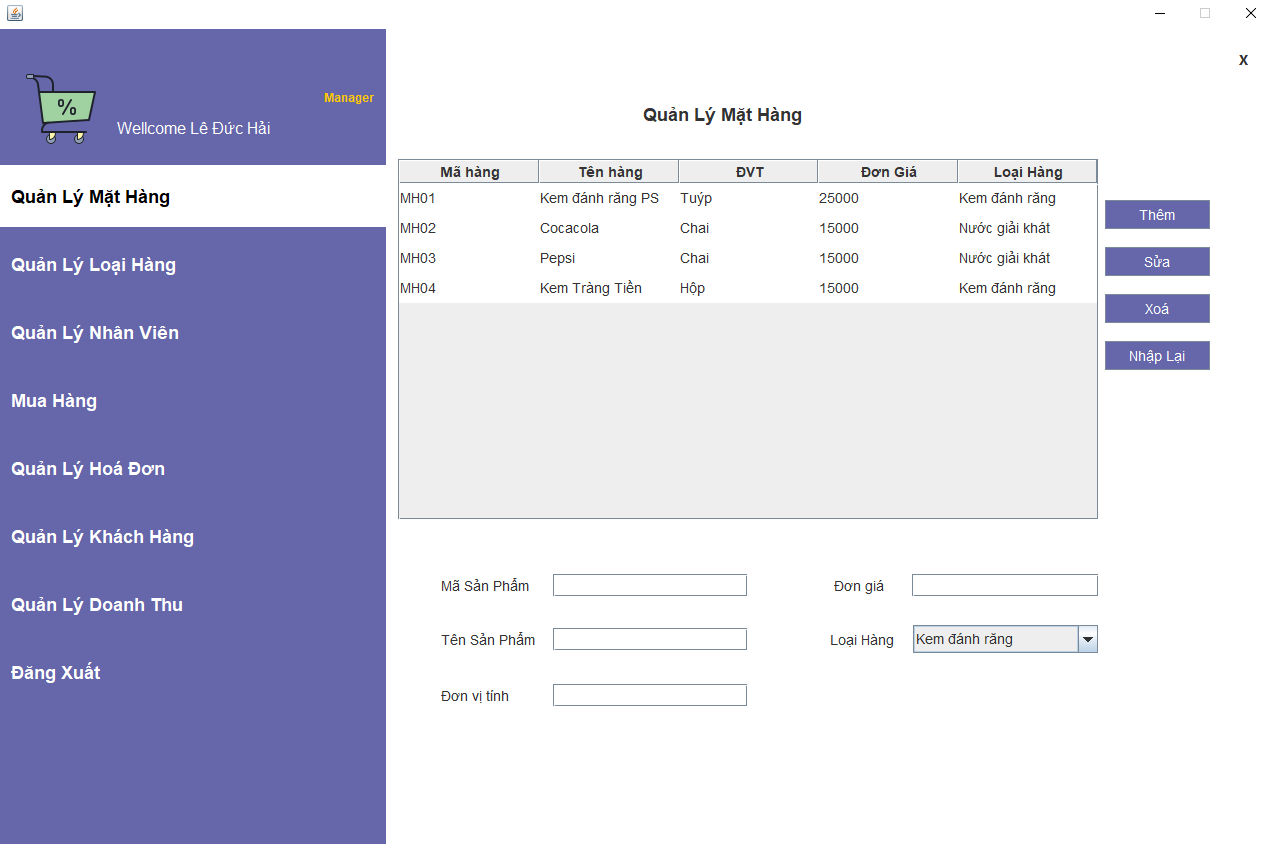 X
%
Manager
Wellcome Lê Đức Hải
Quản Lý Mặt Hàng
Quản Lý Loại Hàng
Quản Lý Nhân Viên
Mua Hàng
Quản Lý Hoá Đơn
Quản Lý Khách Hàng
Quản Lý Doanh Thu
Đăng Xuất
Quản Lý Mặt Hàng
Mã hàng Tên hàng ĐVT Đơn Giá Loại Hàng
MH01 Kem đánh răng PS Tuýp 25000 Kem đánh răng
MH02 Cocacola Chai 15000 Nước giải khát
MH03 Pepsi Chai 15000 Nước giải khát
MH04 Kem Tràng Tiền Hộp 15000 Kem đánh răng
Thêm
Sửa
Xoá
Nhập Lại
Mã Sản Phẩm
Đơn giá
Tên Sản Phẩm
Loại Hàng Kem đánh răng
Đơn vị tính